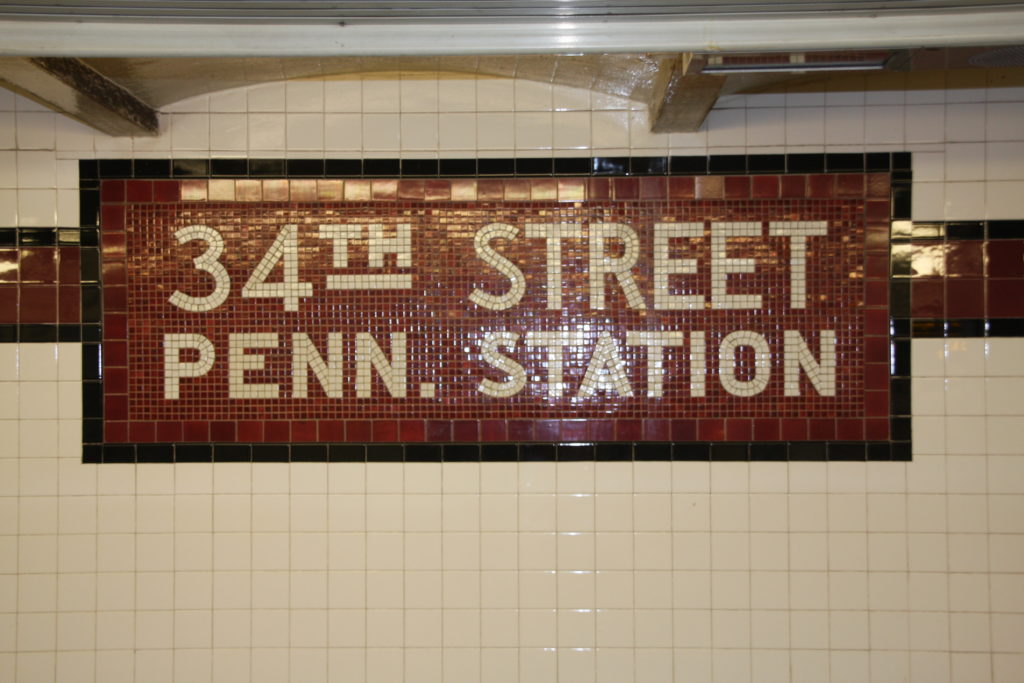 34TH STREET
PENN. STATION